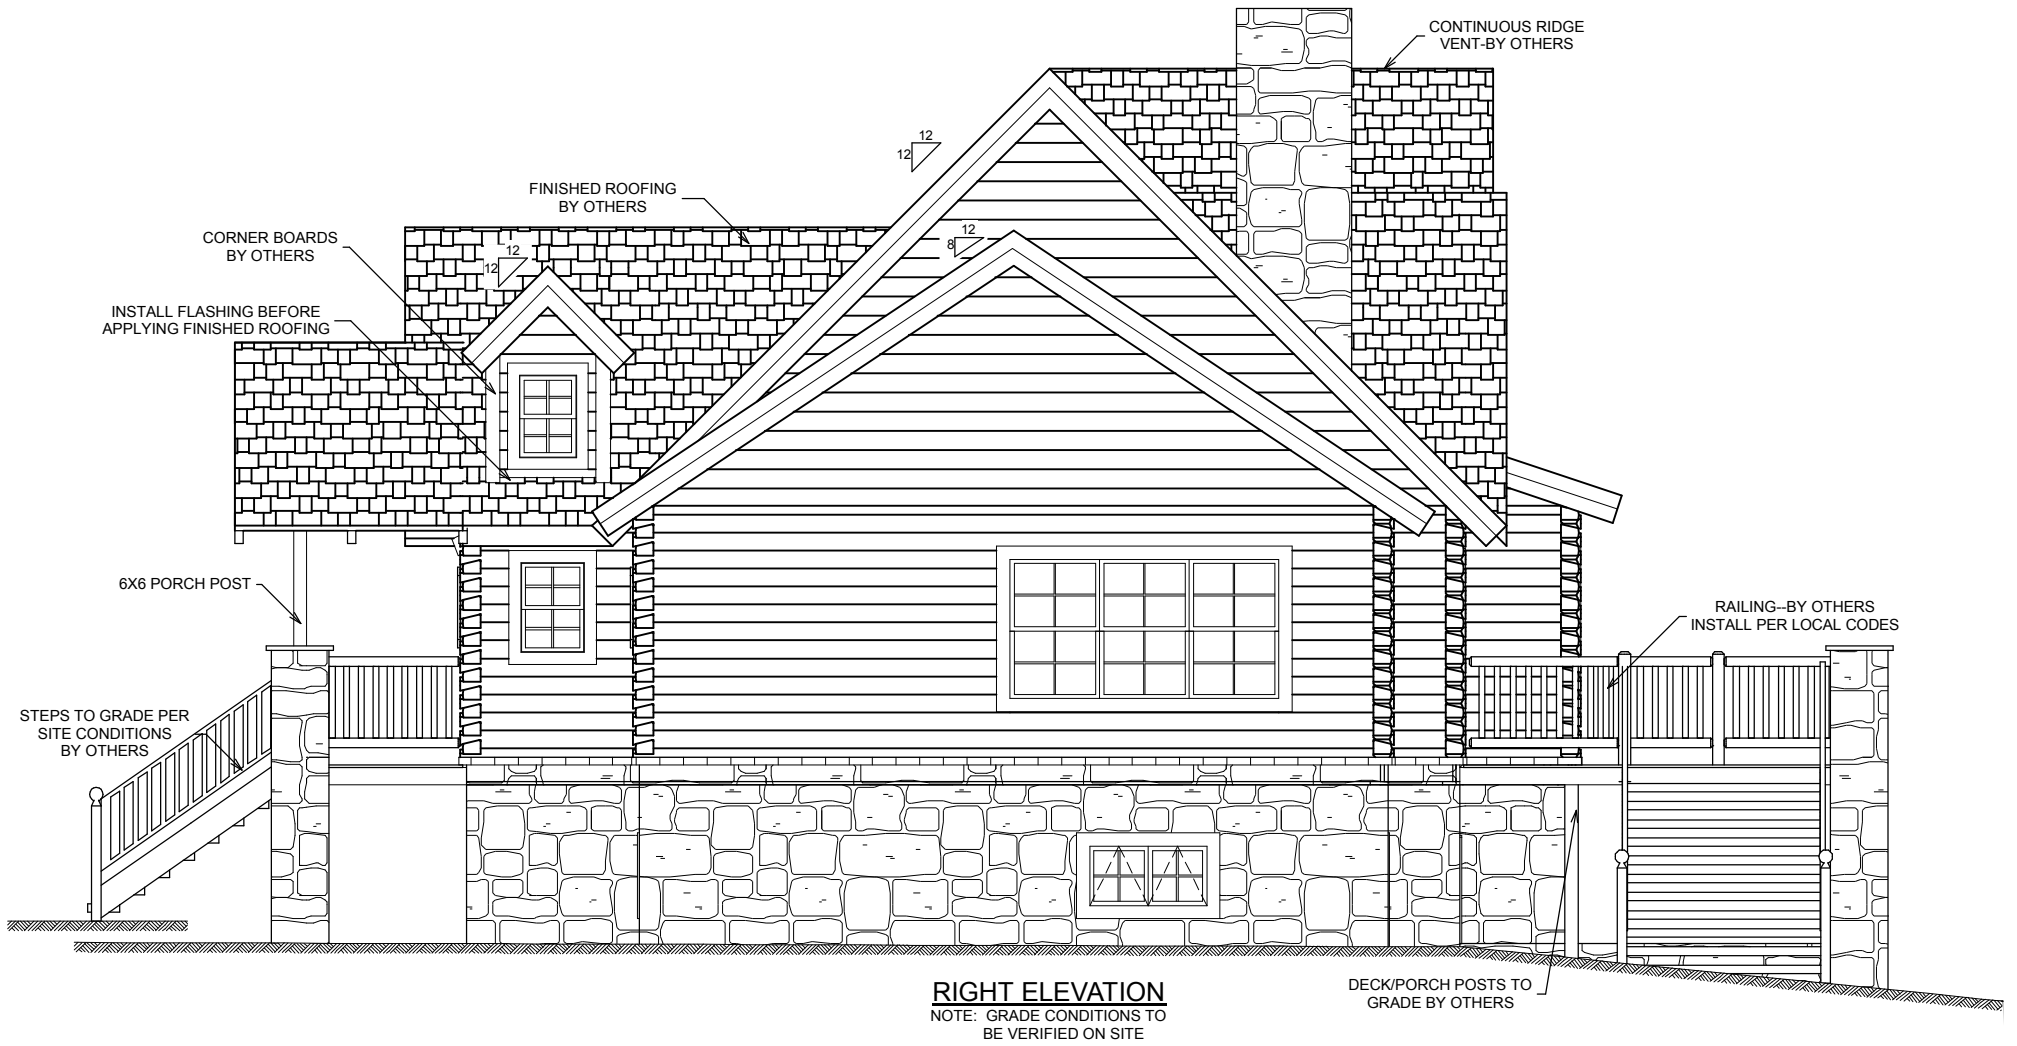 CONTINUOUS RIDGE
VENT-BY OTHERS
12
12
FINISHED ROOFING
BY OTHERS
12
8
CORNER BOARDS
BY OTHERS
12
12
INSTALL FLASHING BEFORE
APPLYING FINISHED ROOFING
6X6 PORCH POST
RAILING--BY OTHERS
INSTALL PER LOCAL CODES
STEPS TO GRADE PER
SITE CONDITIONS
BY OTHERS
DECK/PORCH POSTS TO
GRADE BY OTHERS
RIGHT ELEVATION
NOTE: GRADE CONDITIONS TO
BE VERIFIED ON SITE